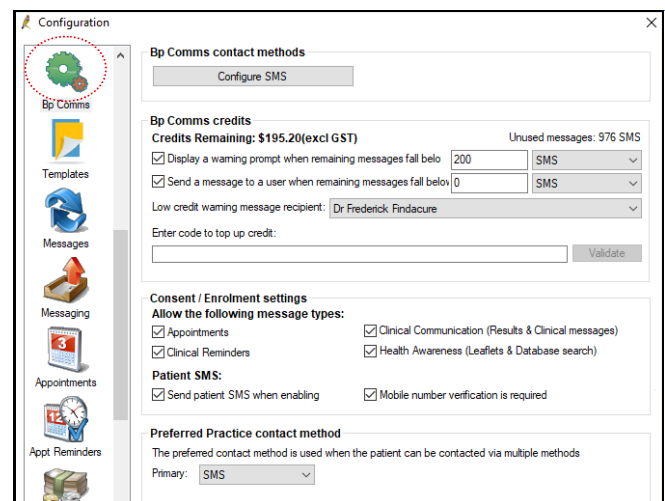 Configuration
Bp Comms
Templates
Messages
Messaging
3
Appointments
12
Appt Reminders
Bp Comms contact methods
Configure SMS
Bp Comms credits
Credits Remaining: $195.20(excl GST)
Unused messages: 976 SMS
Display a warning prompt when remaining messages fall belo 200 SMS
Send a message to a user when remaining messages fall below 0 SMS
Low credit warning message recipient: Dr Frederick Findacure
Enter code to top up credit:
Validate
Consent / Enrolment settings
Allow the following message types:
Appointments
Clinical Communication (Results & Clinical messages)
Clinical Reminders
Health Awareness (Leaflets & Database search)
Patient SMS:
Send patient SMS when enabling
Mobile number verification is required
Preferred Practice contact method
The preferred contact method is used when the patient can be contacted via multiple methods
Primary: SMS